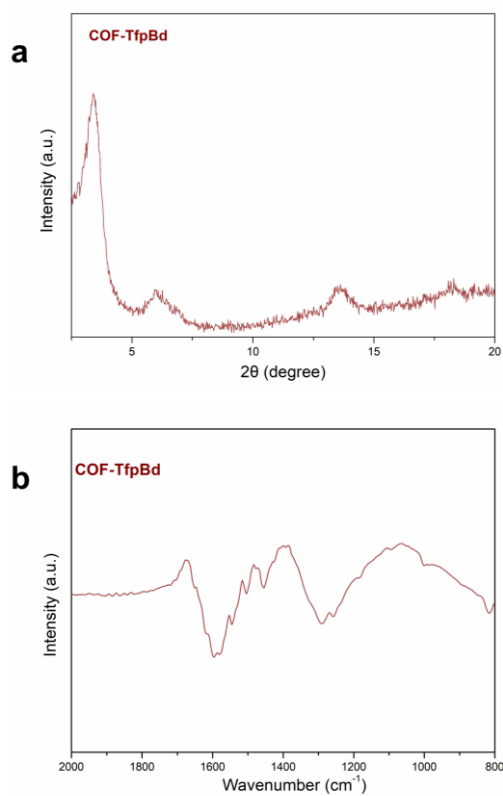 a
COF-TfpBd
Intensity (a.u.)
5
10
15
20
2θ (degree)
b
COF-TfpBd
Intensity (a.u.)
2000
1800
1600
1400
1200
1000
800
Wavenumber (cm⁻¹)